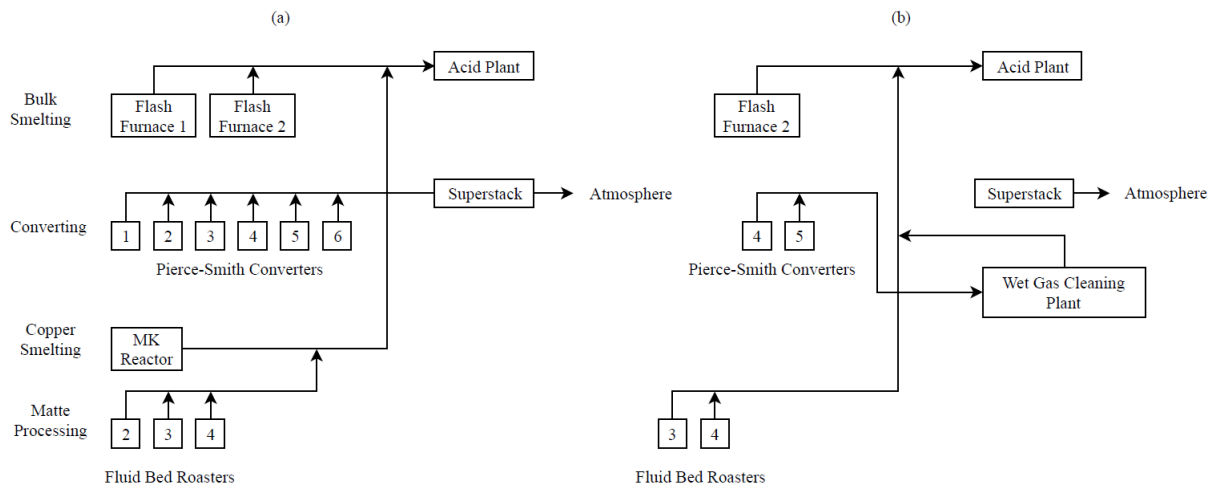 (a)
Bulk
Smelting
Flash
Furnace 1
Flash
Furnace 2
Acid Plant
Converting
1
2
3
4
5
6
Pierce-Smith Converters
Superstack
Atmosphere
Copper
Smelting
MK
Reactor
Matte
Processing
2
3
4
Fluid Bed Roasters
(b)
Flash
Furnace 2
Acid Plant
4
5
Pierce-Smith Converters
Superstack
Atmosphere
Wet Gas Cleaning
Plant
3
4
Fluid Bed Roasters